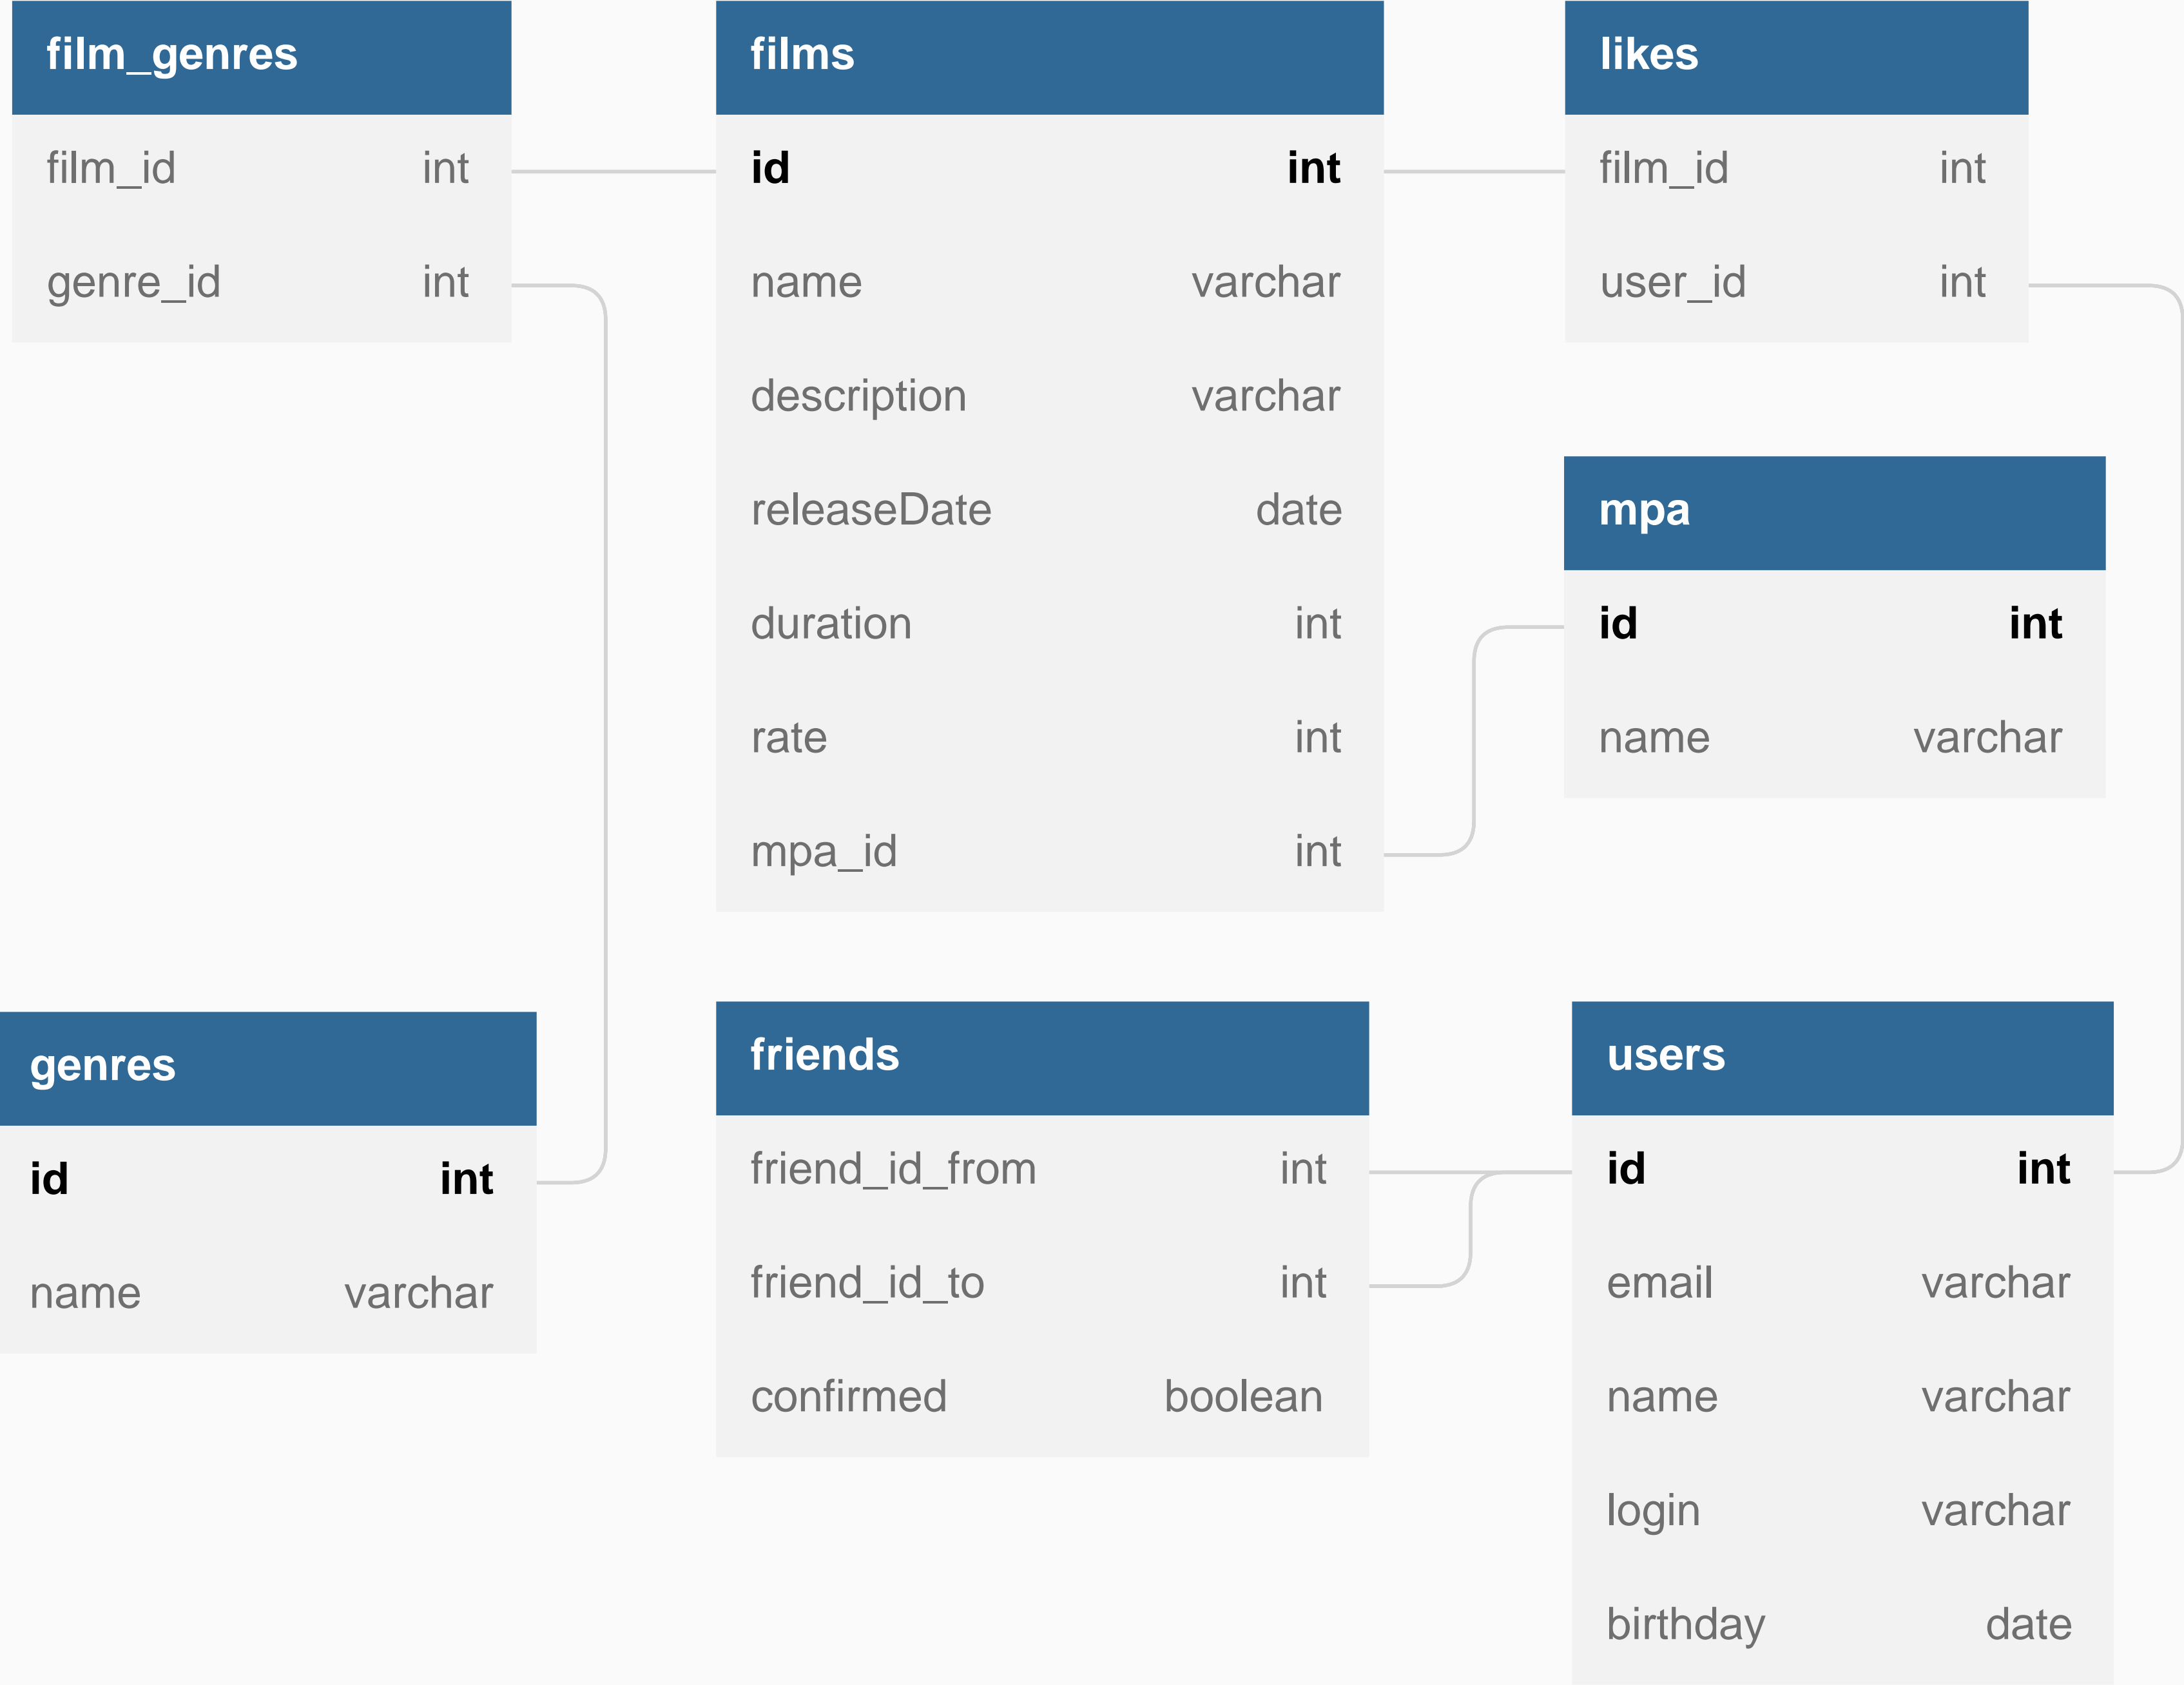 film_genres
film_id int
genre_id int
films
id int
name varchar
description varchar
releaseDate date
duration int
rate int
mpa_id int
likes
film_id int
user_id int
mpa
id int
name varchar
genres
id int
name varchar
friends
friend_id_from int
friend_id_to int
confirmed boolean
users
id int
email varchar
name varchar
login varchar
birthday date